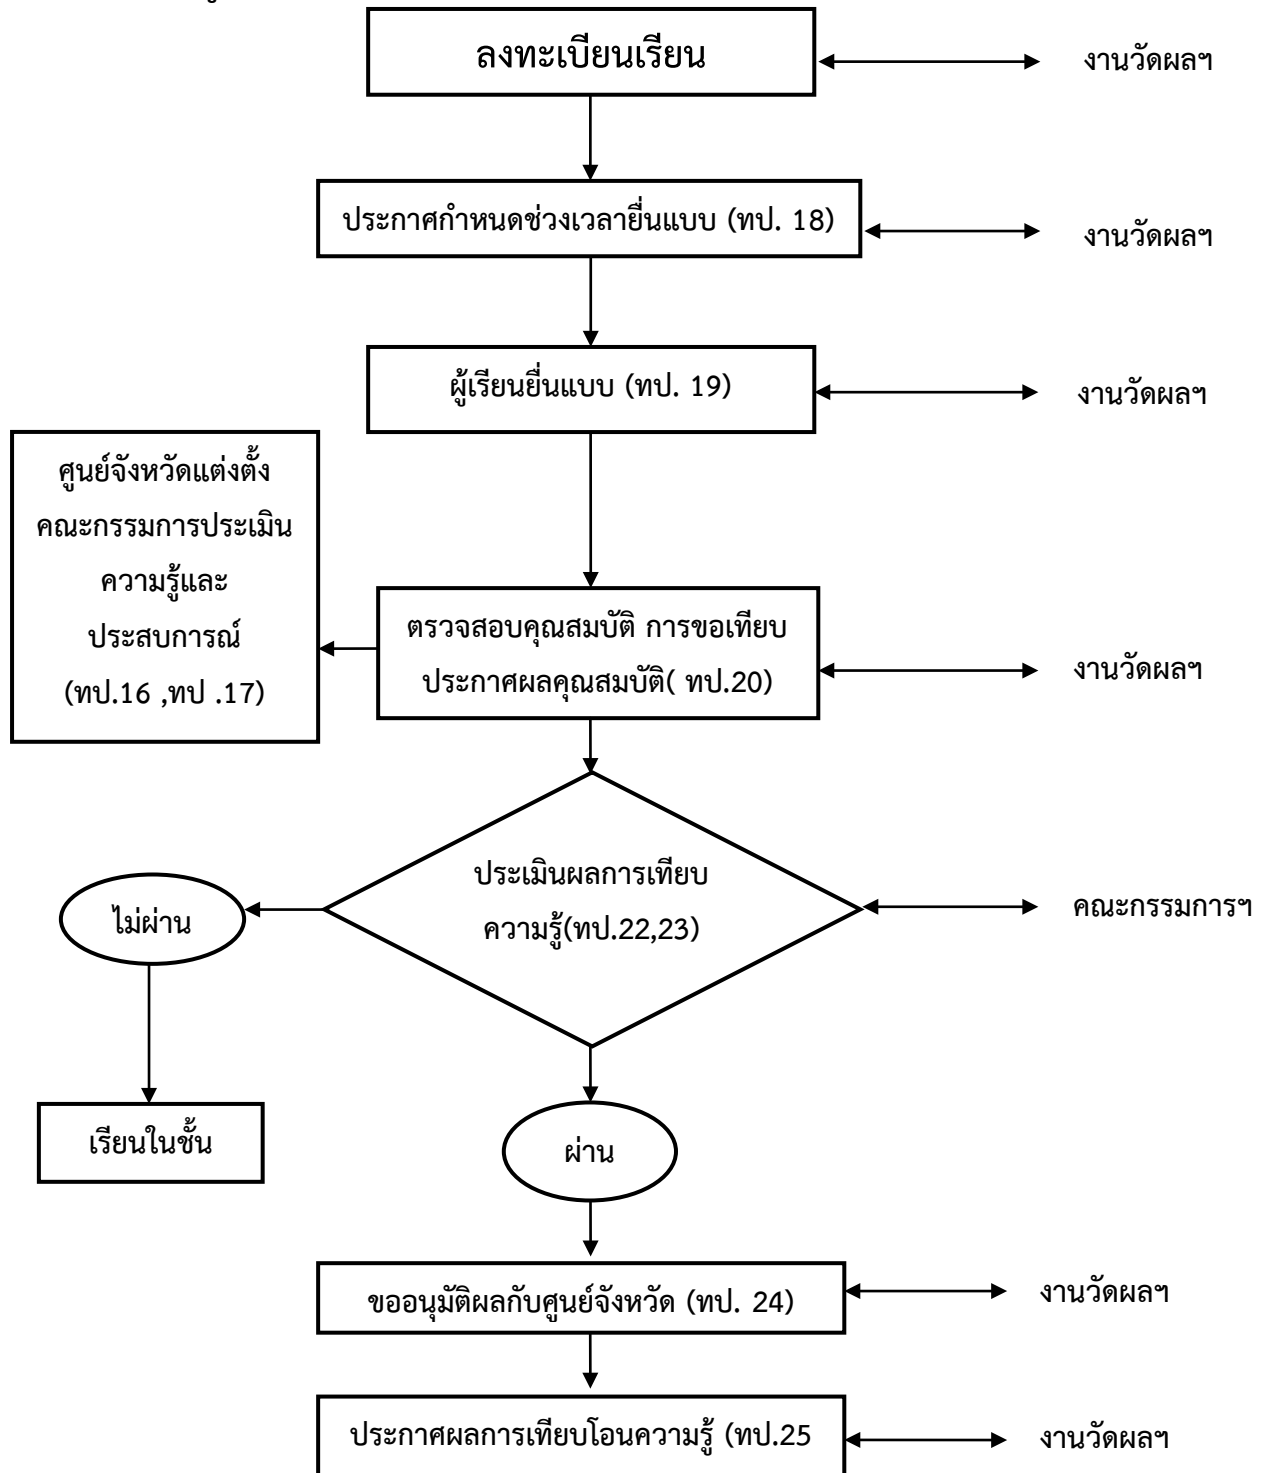 ลงทะเบียนเรียน
งานวัดผลฯ
ประกาศกำหนดช่วงเวลายื่นแบบ (ทป. 18)
งานวัดผลฯ
ผู้เรียนยื่นแบบ (ทป. 19)
งานวัดผลฯ
ศูนย์จังหวัดแต่งตั้ง
คณะกรรมการประเมิน
ความรู้และ
ประสบการณ์
(ทป.16 ,ทป .17)
ตรวจสอบคุณสมบัติ การขอเทียบ
ประกาศผลคุณสมบัติ( ทป.20)
งานวัดผลฯ
ประเมินผลการเทียบ
ความรู้(ทป.22,23)
คณะกรรมการฯ
ไม่ผ่าน
เรียนในชั้น
ผ่าน
ขออนุมัติผลกับศูนย์จังหวัด (ทป. 24)
งานวัดผลฯ
ประกาศผลการเทียบโอนความรู้ (ทป.25
งานวัดผลฯ